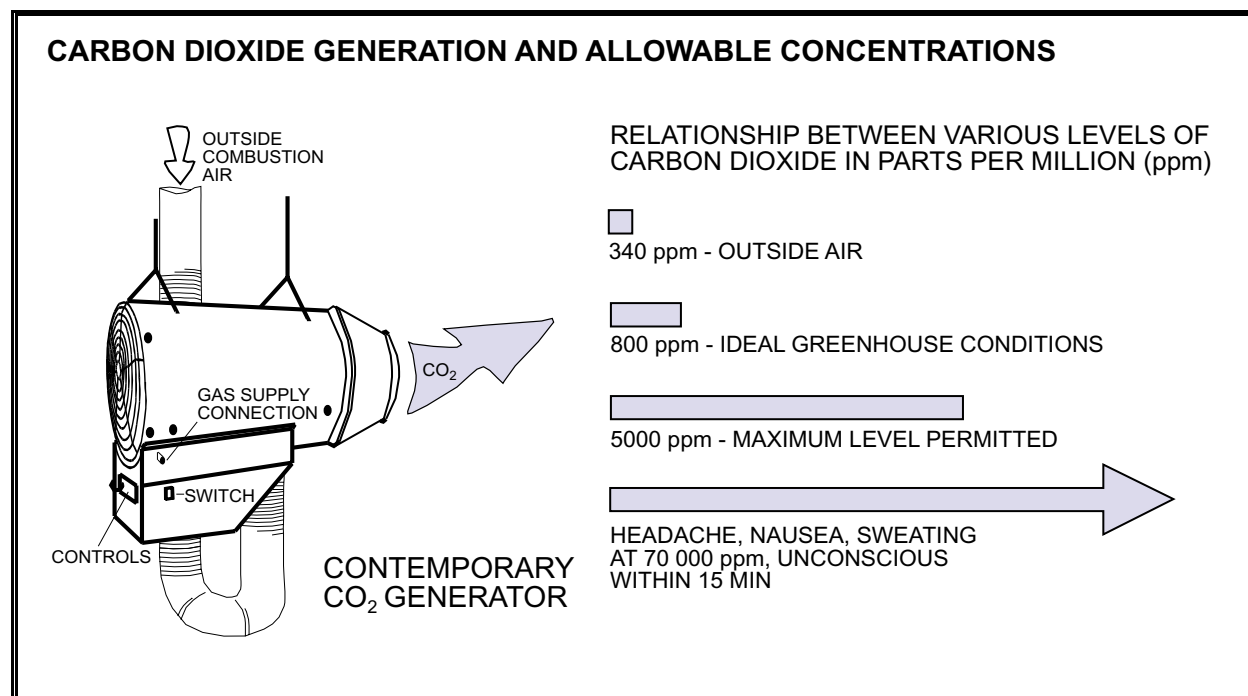 CARBON DIOXIDE GENERATION AND ALLOWABLE CONCENTRATIONS
OUTSIDE
COMBUSTION
AIR
GAS SUPPLY
CONNECTION
SWITCH
CONTROLS
CO₂
CONTEMPORARY
CO₂ GENERATOR
RELATIONSHIP BETWEEN VARIOUS LEVELS OF
CARBON DIOXIDE IN PARTS PER MILLION (ppm)
340 ppm - OUTSIDE AIR
800 ppm - IDEAL GREENHOUSE CONDITIONS
5000 ppm - MAXIMUM LEVEL PERMITTED
HEADACHE, NAUSEA, SWEATING
AT 70 000 ppm, UNCONSCIOUS
WITHIN 15 MIN